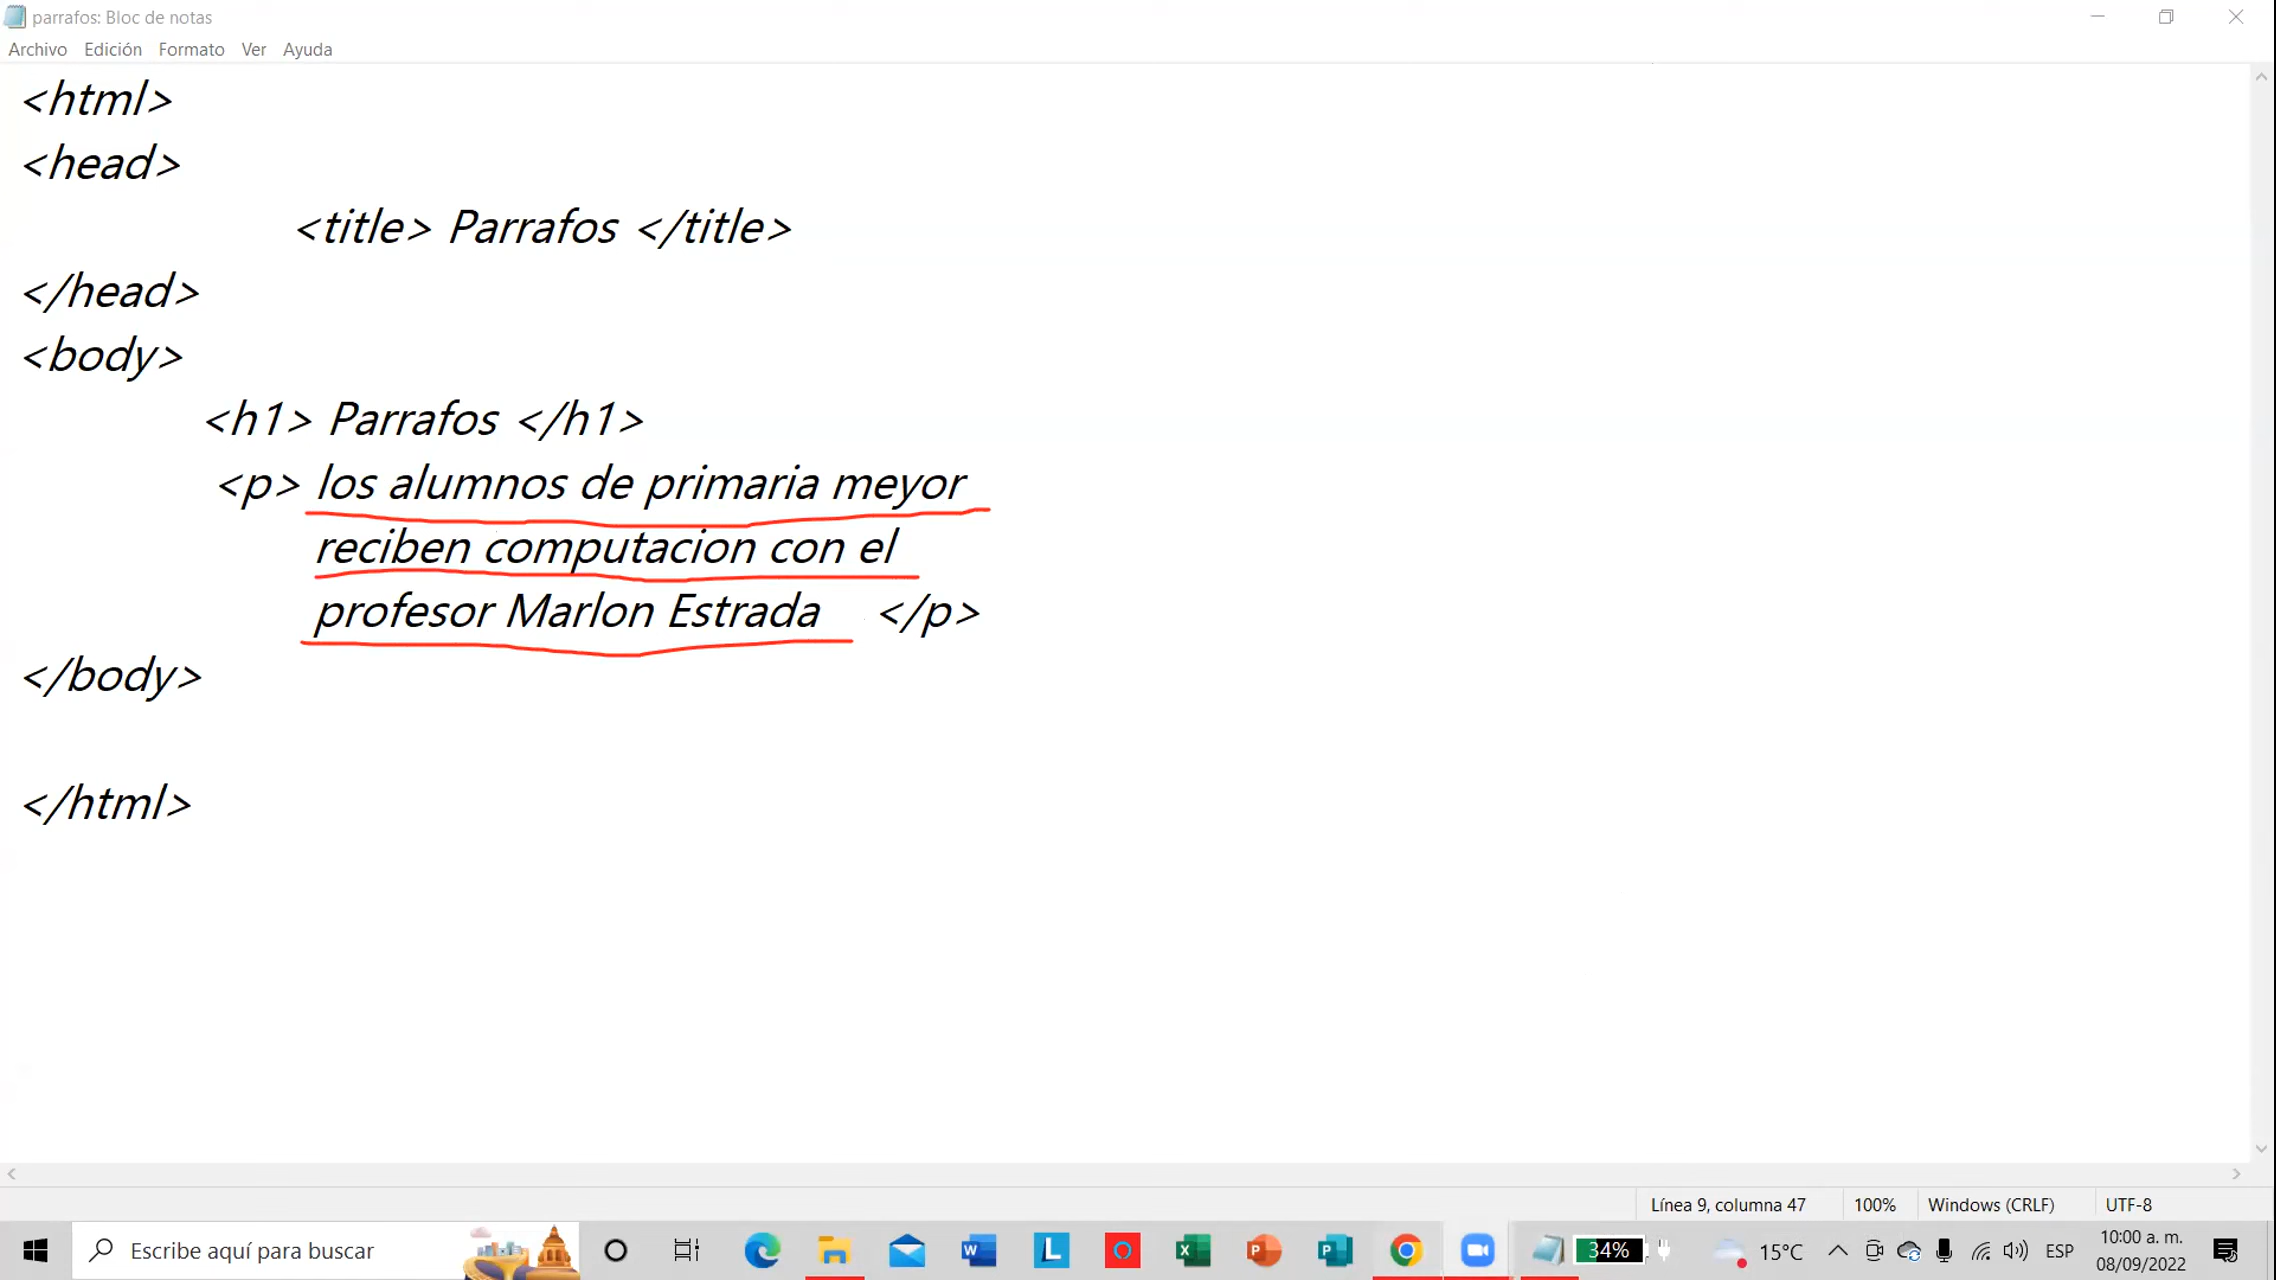 parrafos: Bloc de notas
Archivo Edición Formato Ver Ayuda
<html>
<head>
<title> Parrafos </title>
</head>
<body>
<h1> Parrafos </h1>
<p> los alumnos de primaria meyor
reciben computacion con el
profesor Marlon Estrada </p>
</body>
</html>
Línea 9, columna 47 100% Windows (CRLF) UTF-8
Escribe aquí para buscar 34% 15°C ESP 10:00 a. m.
08/09/2022